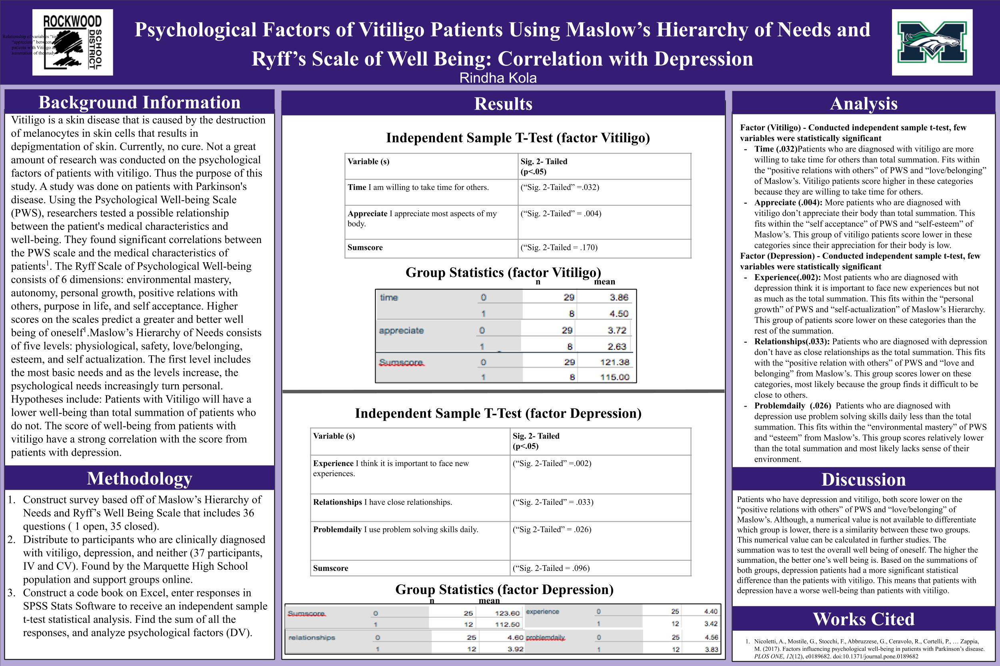 ROCKWOOD
SCHOOL
DISTRICT
Relationship of variables “
“appreciate” between
patients with Vitiligo
summation of the study
Psychological Factors of Vitiligo Patients Using Maslow’s Hierarchy of Needs and
Ryff’s Scale of Well Being: Correlation with Depression
Rindha Kola
M
Background Information
Vitiligo is a skin disease that is caused by the destruction
of melanocytes in skin cells that results in
depigmentation of skin. Currently, no cure. Not a great
amount of research was conducted on the psychological
factors of patients with vitiligo. Thus the purpose of this
study. A study was done on patients with Parkinson's
disease. Using the Psychological Well-being Scale
(PWS), researchers tested a possible relationship
between the patient's medical characteristics and
well-being. They found significant correlations between
the PWS scale and the medical characteristics of
patients1. The Ryff Scale of Psychological Well-being
consists of 6 dimensions: environmental mastery,
autonomy, personal growth, positive relations with
others, purpose in life, and self acceptance. Higher
scores on the scales predict a greater and better well
being of oneself1.Maslow’s Hierarchy of Needs consists
of five levels: physiological, safety, love/belonging,
esteem, and self actualization. The first level includes
the most basic needs and as the levels increase, the
psychological needs increasingly turn personal.
Hypotheses include: Patients with Vitiligo will have a
lower well-being than total summation of patients who
do not. The score of well-being from patients with
vitiligo have a strong correlation with the score from
patients with depression.
Methodology
1. Construct survey based off of Maslow’s Hierarchy of
Needs and Ryff’s Well Being Scale that includes 36
questions ( 1 open, 35 closed).
2. Distribute to participants who are clinically diagnosed
with vitiligo, depression, and neither (37 participants,
IV and CV). Found by the Marquette High School
population and support groups online.
3. Construct a code book on Excel, enter responses in
SPSS Stats Software to receive an independent sample
t-test statistical analysis. Find the sum of all the
responses, and analyze psychological factors (DV).
Results
Independent Sample T-Test (factor Vitiligo)
Variable (s) Sig. 2- Tailed
(p<.05)
Time I am willing to take time for others. (“Sig. 2-Tailed” =.032)
Appreciate I appreciate most aspects of my (“Sig. 2-Tailed” = .004)
body.
Sumscore (“Sig. 2-Tailed = .170)
Group Statistics (factor Vitiligo)
n mean
time 0 29 3.86
1 8 4.50
appreciate 0 29 3.72
1 8 2.63
Sumscore 0 29 121.38
1 8 115.00
Independent Sample T-Test (factor Depression)
Variable (s) Sig. 2- Tailed
(p<.05)
Experience I think it is important to face new (“Sig. 2-Tailed” =.002)
experiences.
Relationships I have close relationships. (“Sig. 2-Tailed” = .033)
Problemdaily I use problem solving skills daily. (“Sig 2-Tailed” = .026)
Sumscore (“Sig. 2-Tailed = .096)
Group Statistics (factor Depression)
n mean
Sumscore 0 25 123.60 experience 0 25 4.40
1 12 112.50 1 12 3.42
relationships 0 25 4.60 problemdaily 0 25 4.56
1 12 3.92 1 12 3.83
Analysis
Factor (Vitiligo) - Conducted independent sample t-test, few
variables were statistically significant
- Time (.032)Patients who are diagnosed with vitiligo are more
willing to take time for others than total summation. Fits within
the “positive relations with others” of PWS and “love/belonging”
of Maslow’s. Vitiligo patients score higher in these categories
because they are willing to take time for others.
- Appreciate (.004): More patients who are diagnosed with
vitiligo don’t appreciate their body than total summation. This
fits within the “self acceptance” of PWS and “self-esteem” of
Maslow’s. This group of vitiligo patients score lower in these
categories since their appreciation for their body is low.
Factor (Depression) - Conducted independent sample t-test, few
variables were statistically significant
- Experience(.002): Most patients who are diagnosed with
depression think it is important to face new experiences but not
as much as the total summation. This fits within the “personal
growth” of PWS and “self-actualization” of Maslow’s Hierarchy.
This group of patients score lower on these categories than the
rest of the summation.
- Relationships(.033): Patients who are diagnosed with depression
don’t have as close relationships as the total summation. This fits
with the “positive relation with others” of PWS and “love and
belonging” from Maslow’s. This group scores lower on these
categories, most likely because the group finds it difficult to be
close to others.
- Problemdaily (.026) Patients who are diagnosed with
depression use problem solving skills daily less than the total
summation. This fits within the “environmental mastery” of PWS
and “esteem” from Maslow’s. This group scores relatively lower
than the total summation and most likely lacks sense of their
environment.
Discussion
Patients who have depression and vitiligo, both score lower on the
“positive relations with others” of PWS and “love/belonging” of
Maslow’s. Although, a numerical value is not available to differentiate
which group is lower, there is a similarity between these two groups.
This numerical value can be calculated in further studies. The
summation was to test the overall well being of oneself. The higher the
summation, the better one’s well being is. Based on the summations of
both groups, depression patients had a more significant statistical
difference than the patients with vitiligo. This means that patients with
depression have a worse well-being than patients with vitiligo.
Works Cited
1. Nicoletti, A., Mostile, G., Stocchi, F., Abbruzzese, G., Ceravolo, R., Cortelli, P., … Zappia,
M. (2017). Factors influencing psychological well-being in patients with Parkinson’s disease.
PLOS ONE, 12(12), e0189682. doi:10.1371/journal.pone.0189682